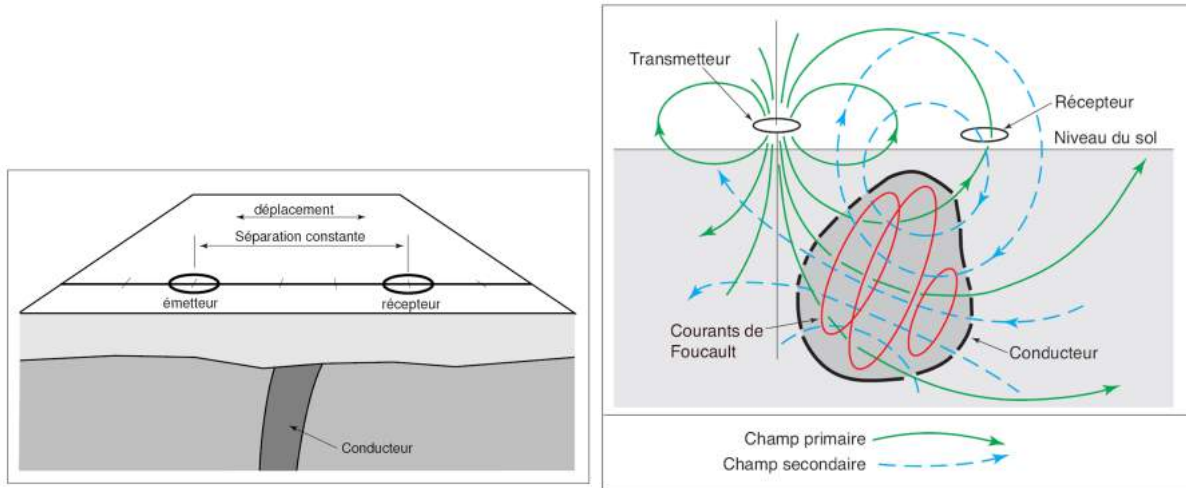 déplacement
Séparation constante
émetteur
récepteur
Conducteur
Transmetteur
Récepteur
Niveau du sol
Courants de
Foucault
Conducteur
Champ primaire
Champ secondaire